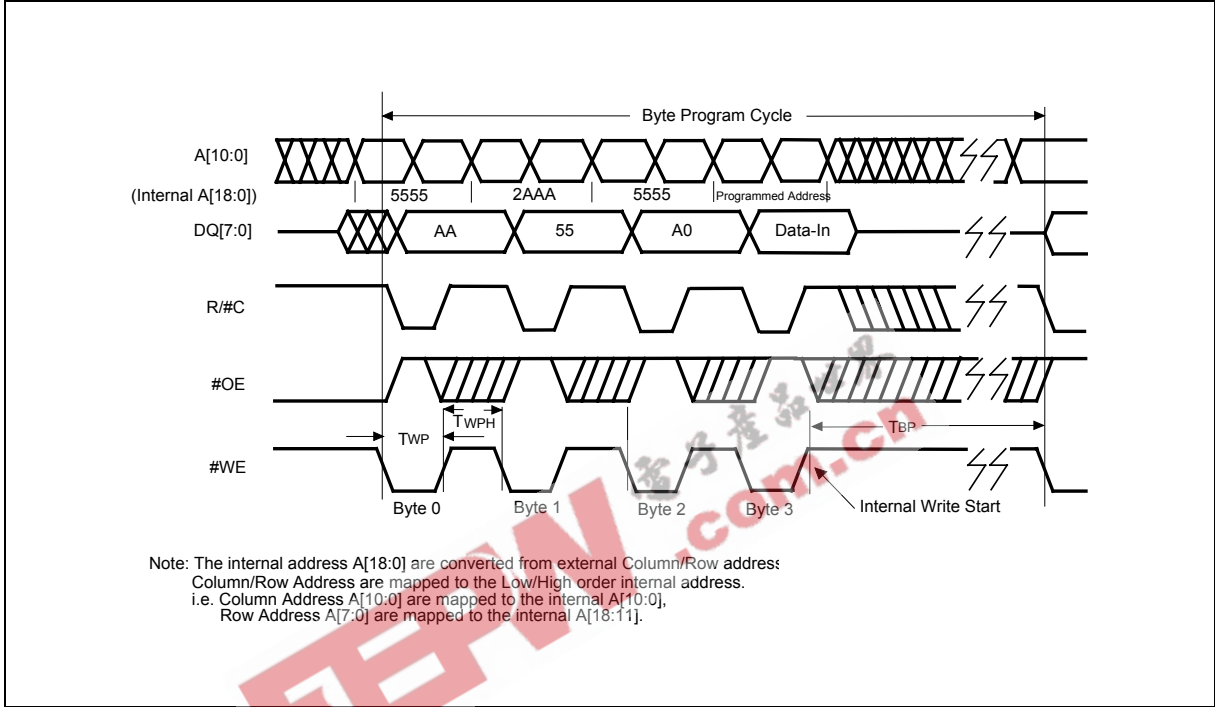 Byte Program Cycle
A[10:0]
(Internal A[18:0])
5555 2AAA 5555 Programmed Address
DQ[7:0]
AA 55 A0 Data-In
R/#C
#OE
TWP TWPH TBP
#WE
Byte 0 Byte 1 Byte 2 Byte 3 Internal Write Start
Note: The internal address A[18:0] are converted from external Column/Row address
Column/Row Address are mapped to the Low/High order internal address.
i.e. Column Address A[10:0] are mapped to the internal A[10:0],
Row Address A[7:0] are mapped to the internal A[18:11].
.com.cn